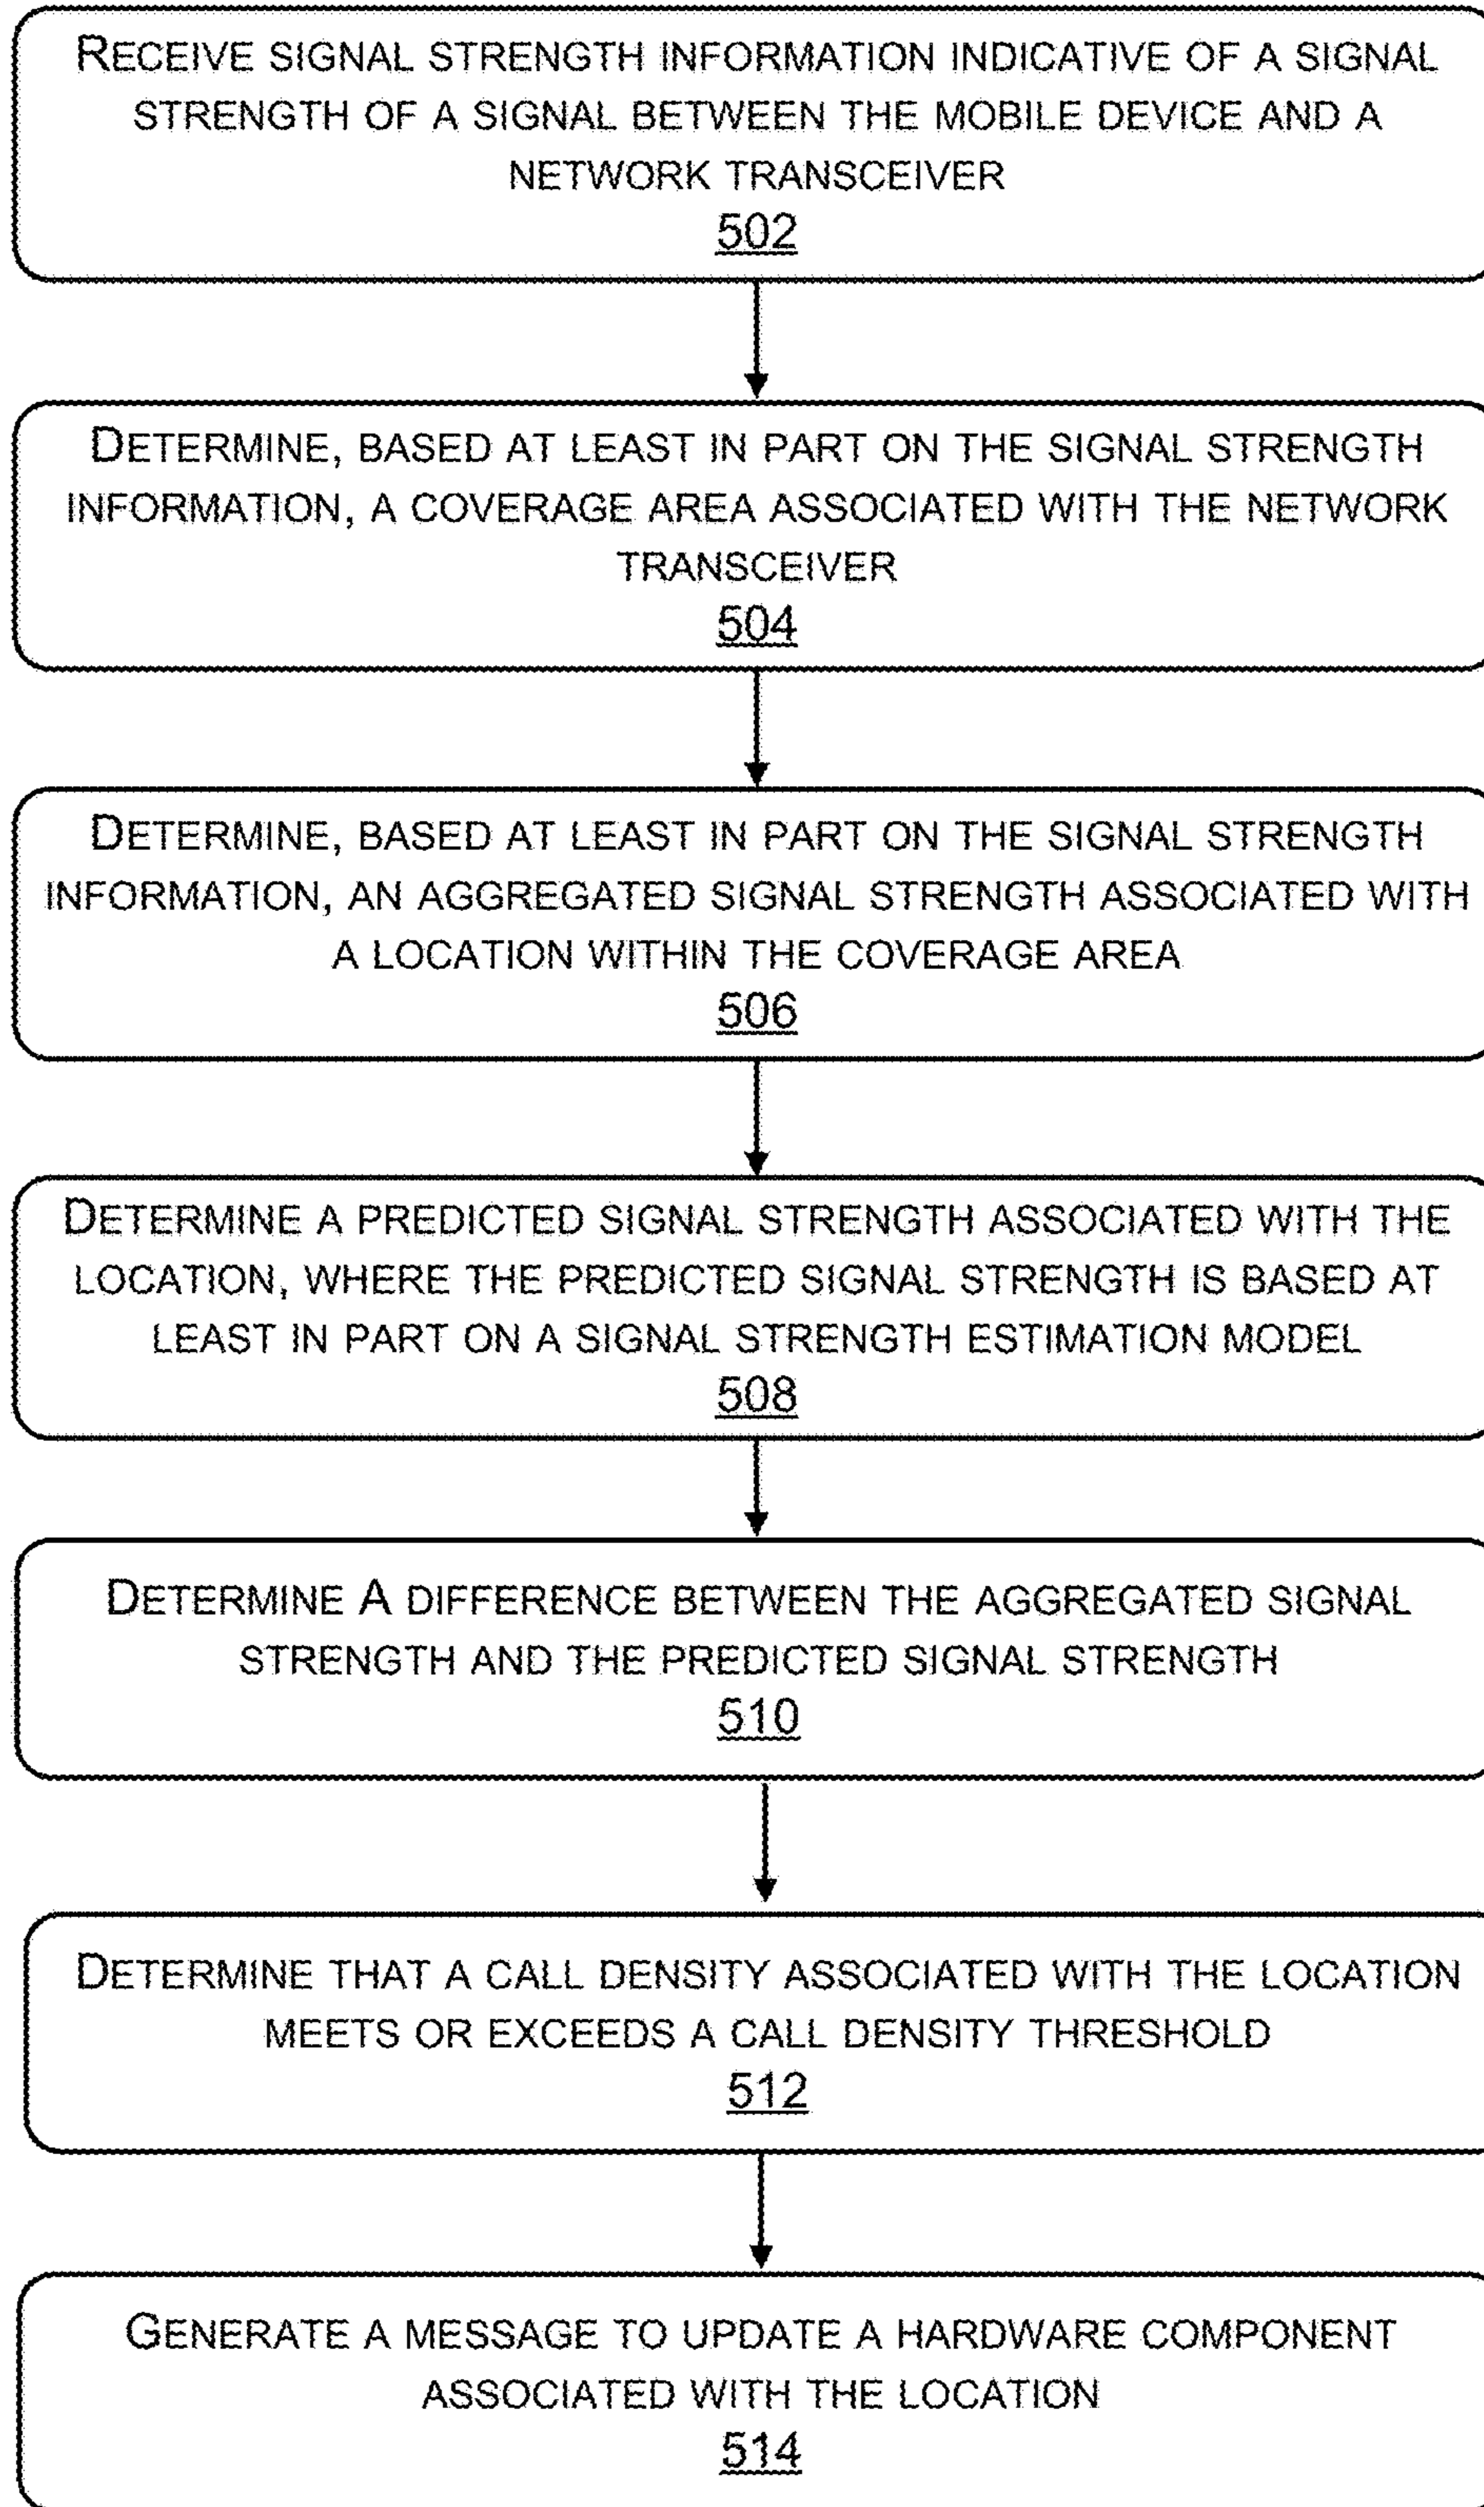 RECEIVE SIGNAL STRENGTH INFORMATION INDICATIVE OF A SIGNAL
STRENGTH OF A SIGNAL BETWEEN THE MOBILE DEVICE AND A
NETWORK TRANSCEIVER
502
DETERMINE, BASED AT LEAST IN PART ON THE SIGNAL STRENGTH
INFORMATION, A COVERAGE AREA ASSOCIATED WITH THE NETWORK
TRANSCEIVER
504
DETERMINE, BASED AT LEAST IN PART ON THE SIGNAL STRENGTH
INFORMATION, AN AGGREGATED SIGNAL STRENGTH ASSOCIATED WITH
A LOCATION WITHIN THE COVERAGE AREA
506
DETERMINE A PREDICTED SIGNAL STRENGTH ASSOCIATED WITH THE
LOCATION, WHERE THE PREDICTED SIGNAL STRENGTH IS BASED AT
LEAST IN PART ON A SIGNAL STRENGTH ESTIMATION MODEL
508
DETERMINE A DIFFERENCE BETWEEN THE AGGREGATED SIGNAL
STRENGTH AND THE PREDICTED SIGNAL STRENGTH
510
DETERMINE THAT A CALL DENSITY ASSOCIATED WITH THE LOCATION
MEETS OR EXCEEDS A CALL DENSITY THRESHOLD
512
GENERATE A MESSAGE TO UPDATE A HARDWARE COMPONENT
ASSOCIATED WITH THE LOCATION
514